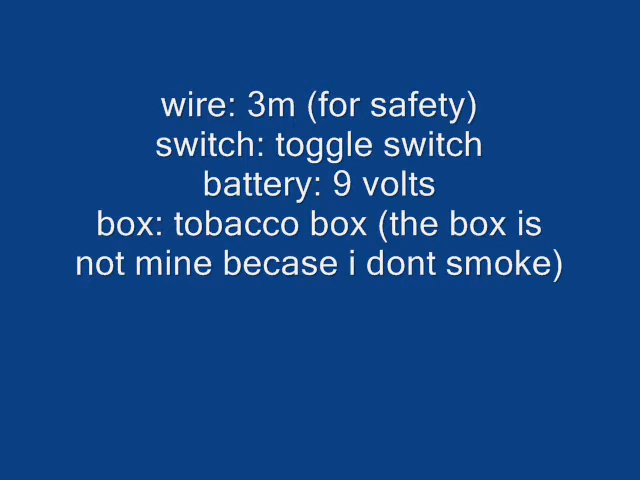 wire: 3m (for safety)
switch: toggle switch
battery: 9 volts
box: tobacco box (the box is
not mine becase i dont smoke)